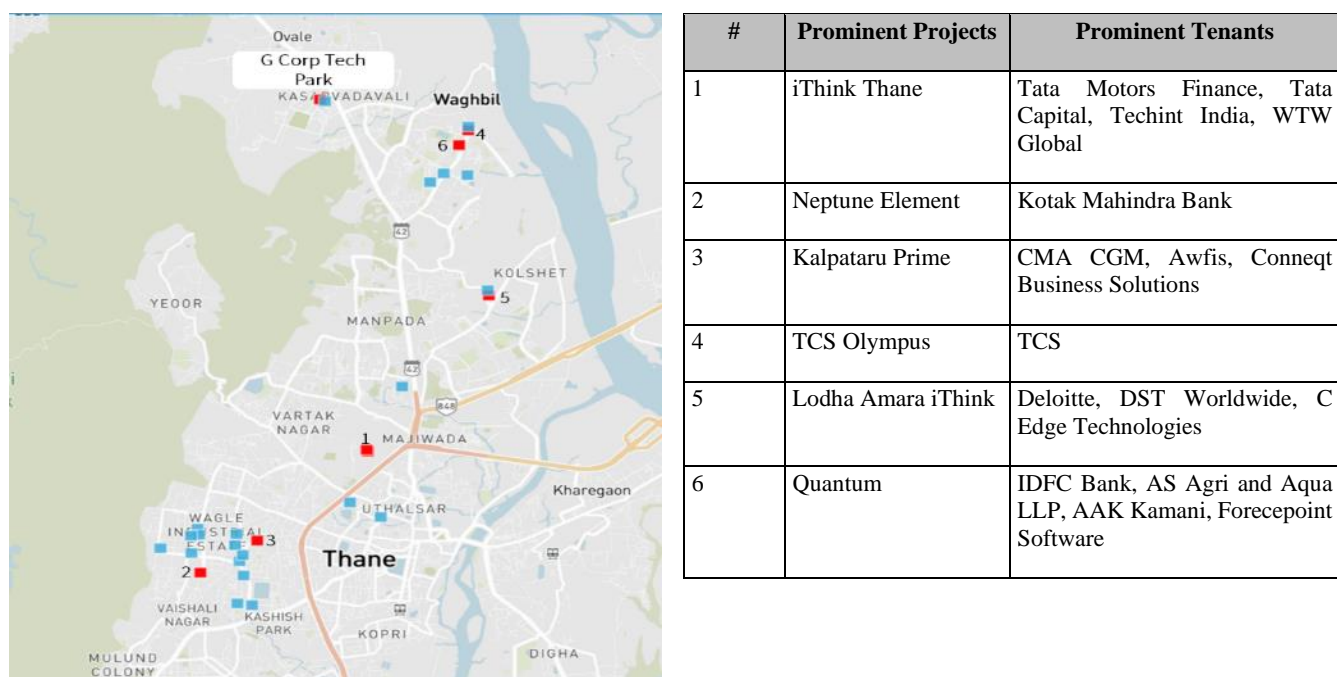 Ovale
G Corp Tech
Park
KASARVADAVALI
Waghbil
4
6
42
KOLSHET
5
YEOOR
MANPADA
42
848
VARTAK
NAGAR
1
MAJIWADA
Kharegaon
UTHALSAR
WAGLE
INDUSTRIAL
ESTATE
3
Thane
2
VAISHALI
NAGAR
KASHISH
PARK
KOPRI
DIGHA
MULUND
COLONY
# Prominent Projects Prominent Tenants
1 iThink Thane Tata Motors Finance, Tata
Capital, Techint India, WTW
Global
2 Neptune Element Kotak Mahindra Bank
3 Kalpataru Prime CMA CGM, Awfis, Conneqt
Business Solutions
4 TCS Olympus TCS
5 Lodha Amara iThink Deloitte, DST Worldwide, C
Edge Technologies
6 Quantum IDFC Bank, AS Agri and Aqua
LLP, AAK Kamani, Forecepoint
Software